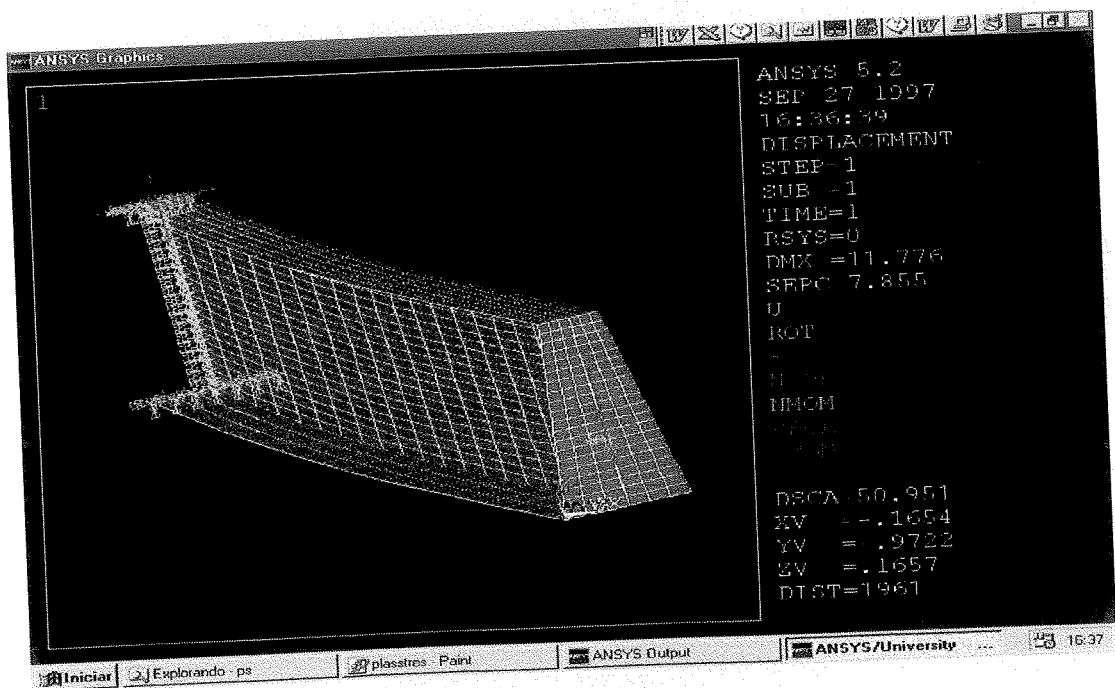 ANSYS Graphics
1
ANSYS 5.2
SEP 27 1997
16:36:39
DISPLACEMENT
STEP=1
SUB =1
TIME=1
RSYS=0
DMX =11.776
SEPC 7.855
U
ROT
NMOM
DSCA 50.951
XV =-.1654
YV =-.9722
ZV =.1657
DIST=1961
Iniciar
Explorando - ps
plasstres - Paint
ANSYS Output
ANSYS/University ...
16:37